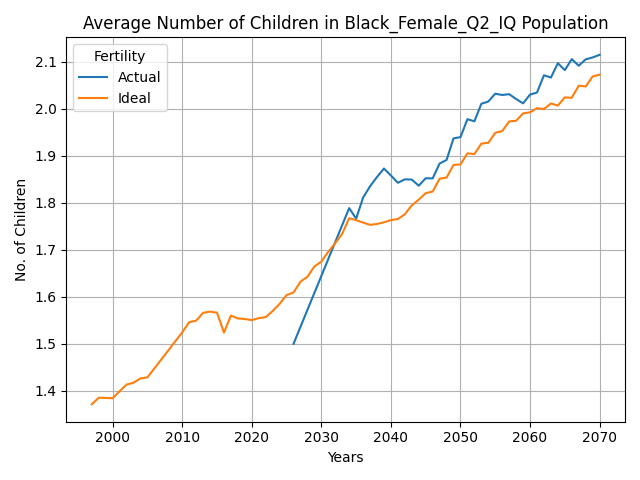 Average Number of Children in Black_Female_Q2_IQ Population
Fertility
Actual
Ideal
No. of Children
2.1
2.0
1.9
1.8
1.7
1.6
1.5
1.4
2000 2010 2020 2030 2040 2050 2060 2070
Years